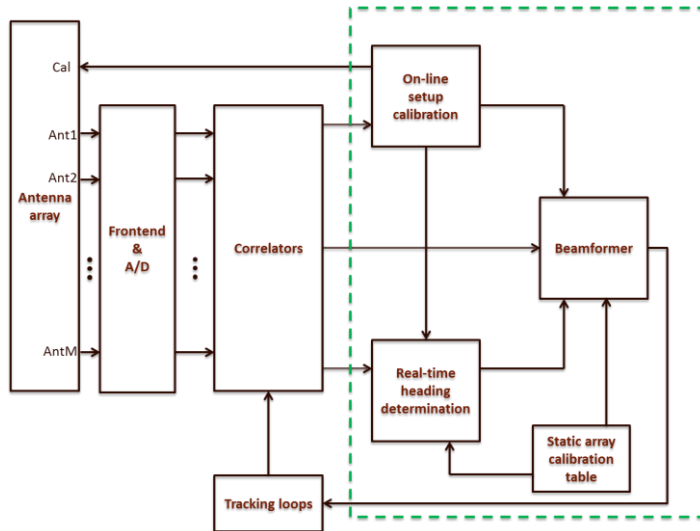 Cal
On-line
setup
calibration
Ant1
Ant2
Antenna
array
Frontend
&
A/D
Correlators
Beamformer
AntM
Real-time
heading
determination
Static array
calibration
table
Tracking loops